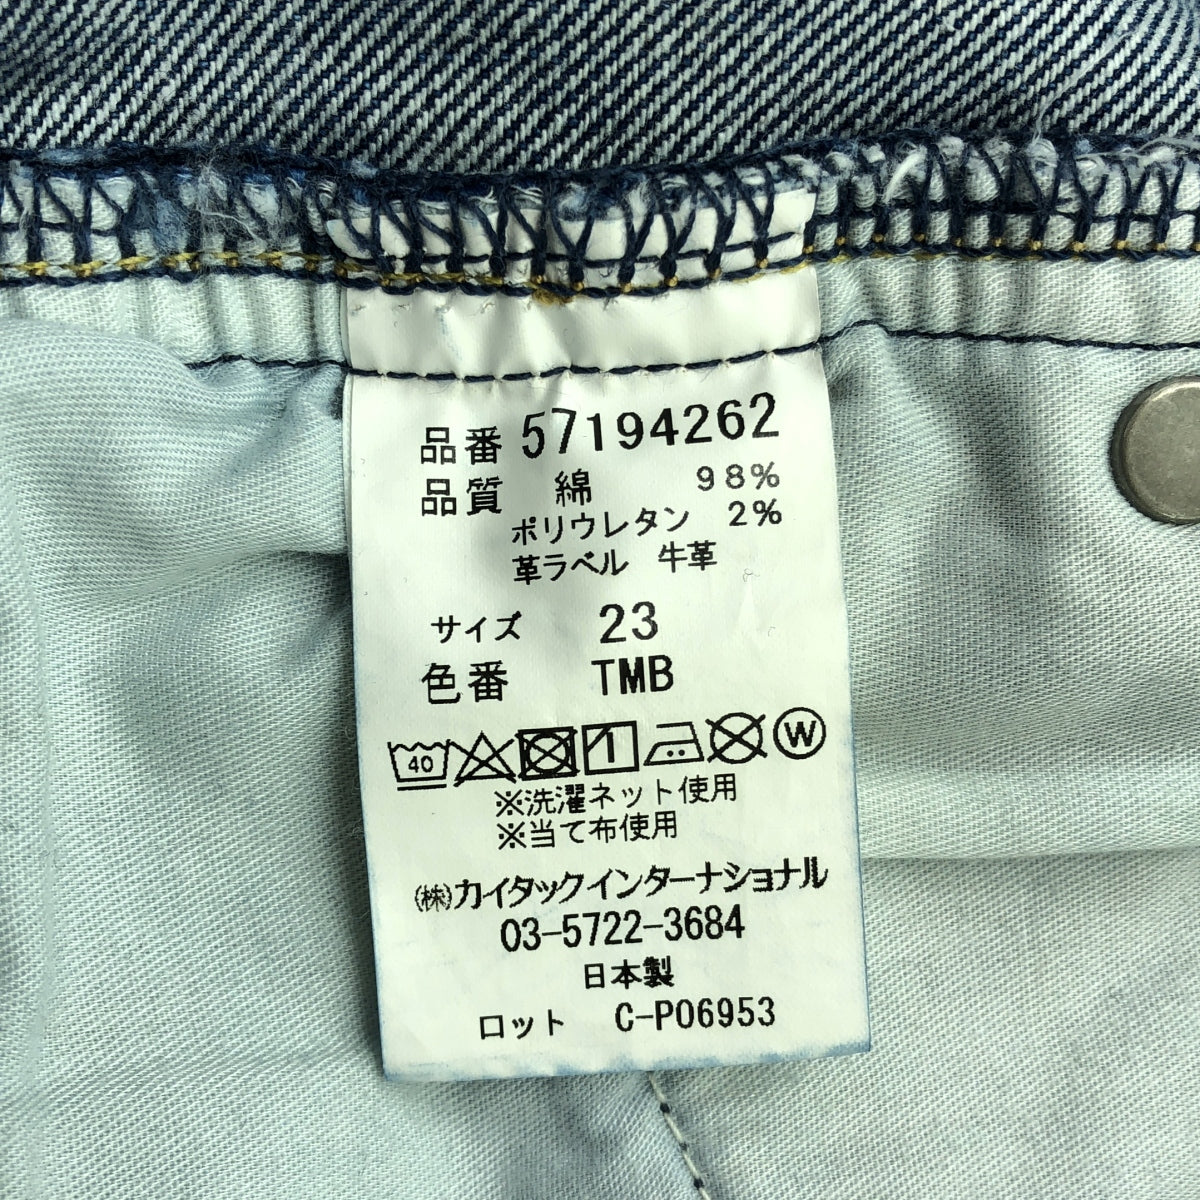 品番 57194262
品質 綿 98%
ポリウレタン 2%
革ラベル 牛革
サイズ 23
色番 TMB
40 W
※洗濯ネット使用
※当て布使用
㈱カイタックインターナショナル
03-5722-3684
日本製
ロット C-P06953